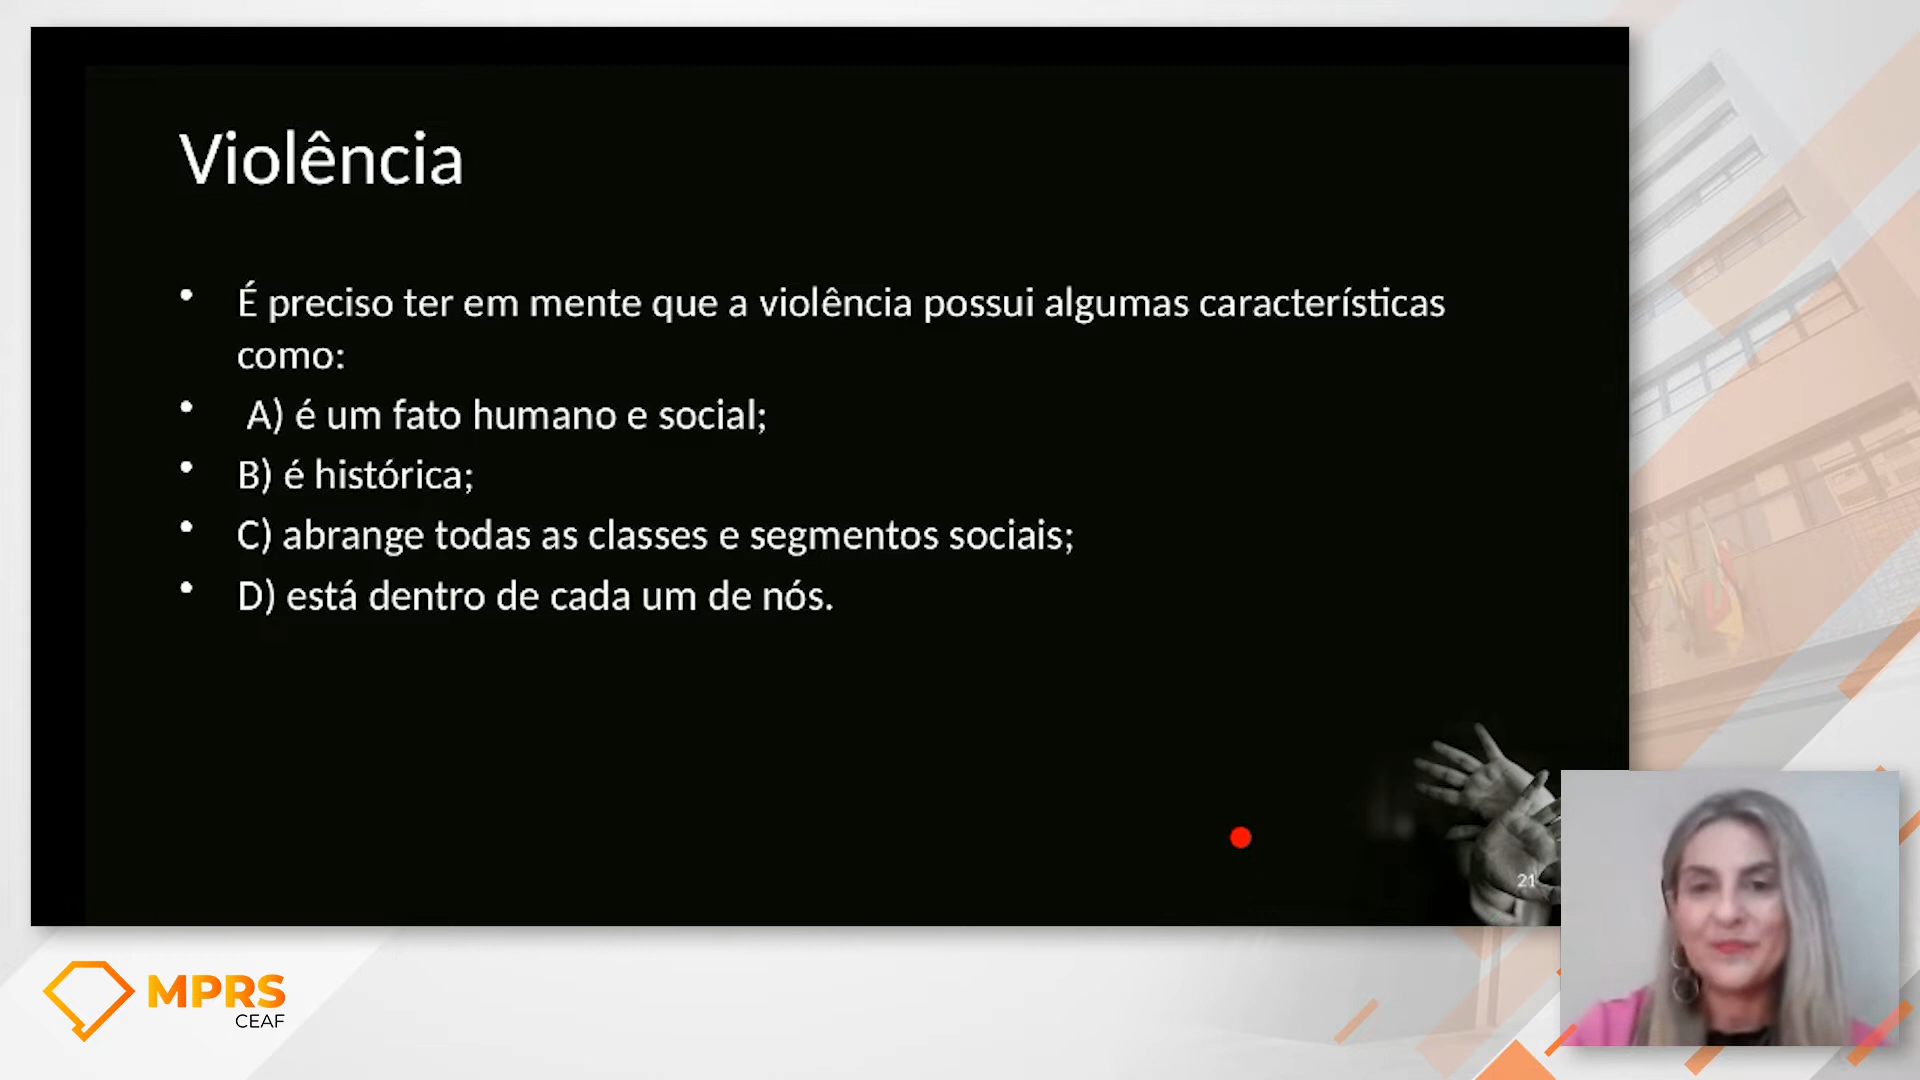 Violência
• É preciso ter em mente que a violência possui algumas características
como:
• A) é um fato humano e social;
• B) é histórica;
• C) abrange todas as classes e segmentos sociais;
• D) está dentro de cada um de nós.
21
MPRS
CEAF